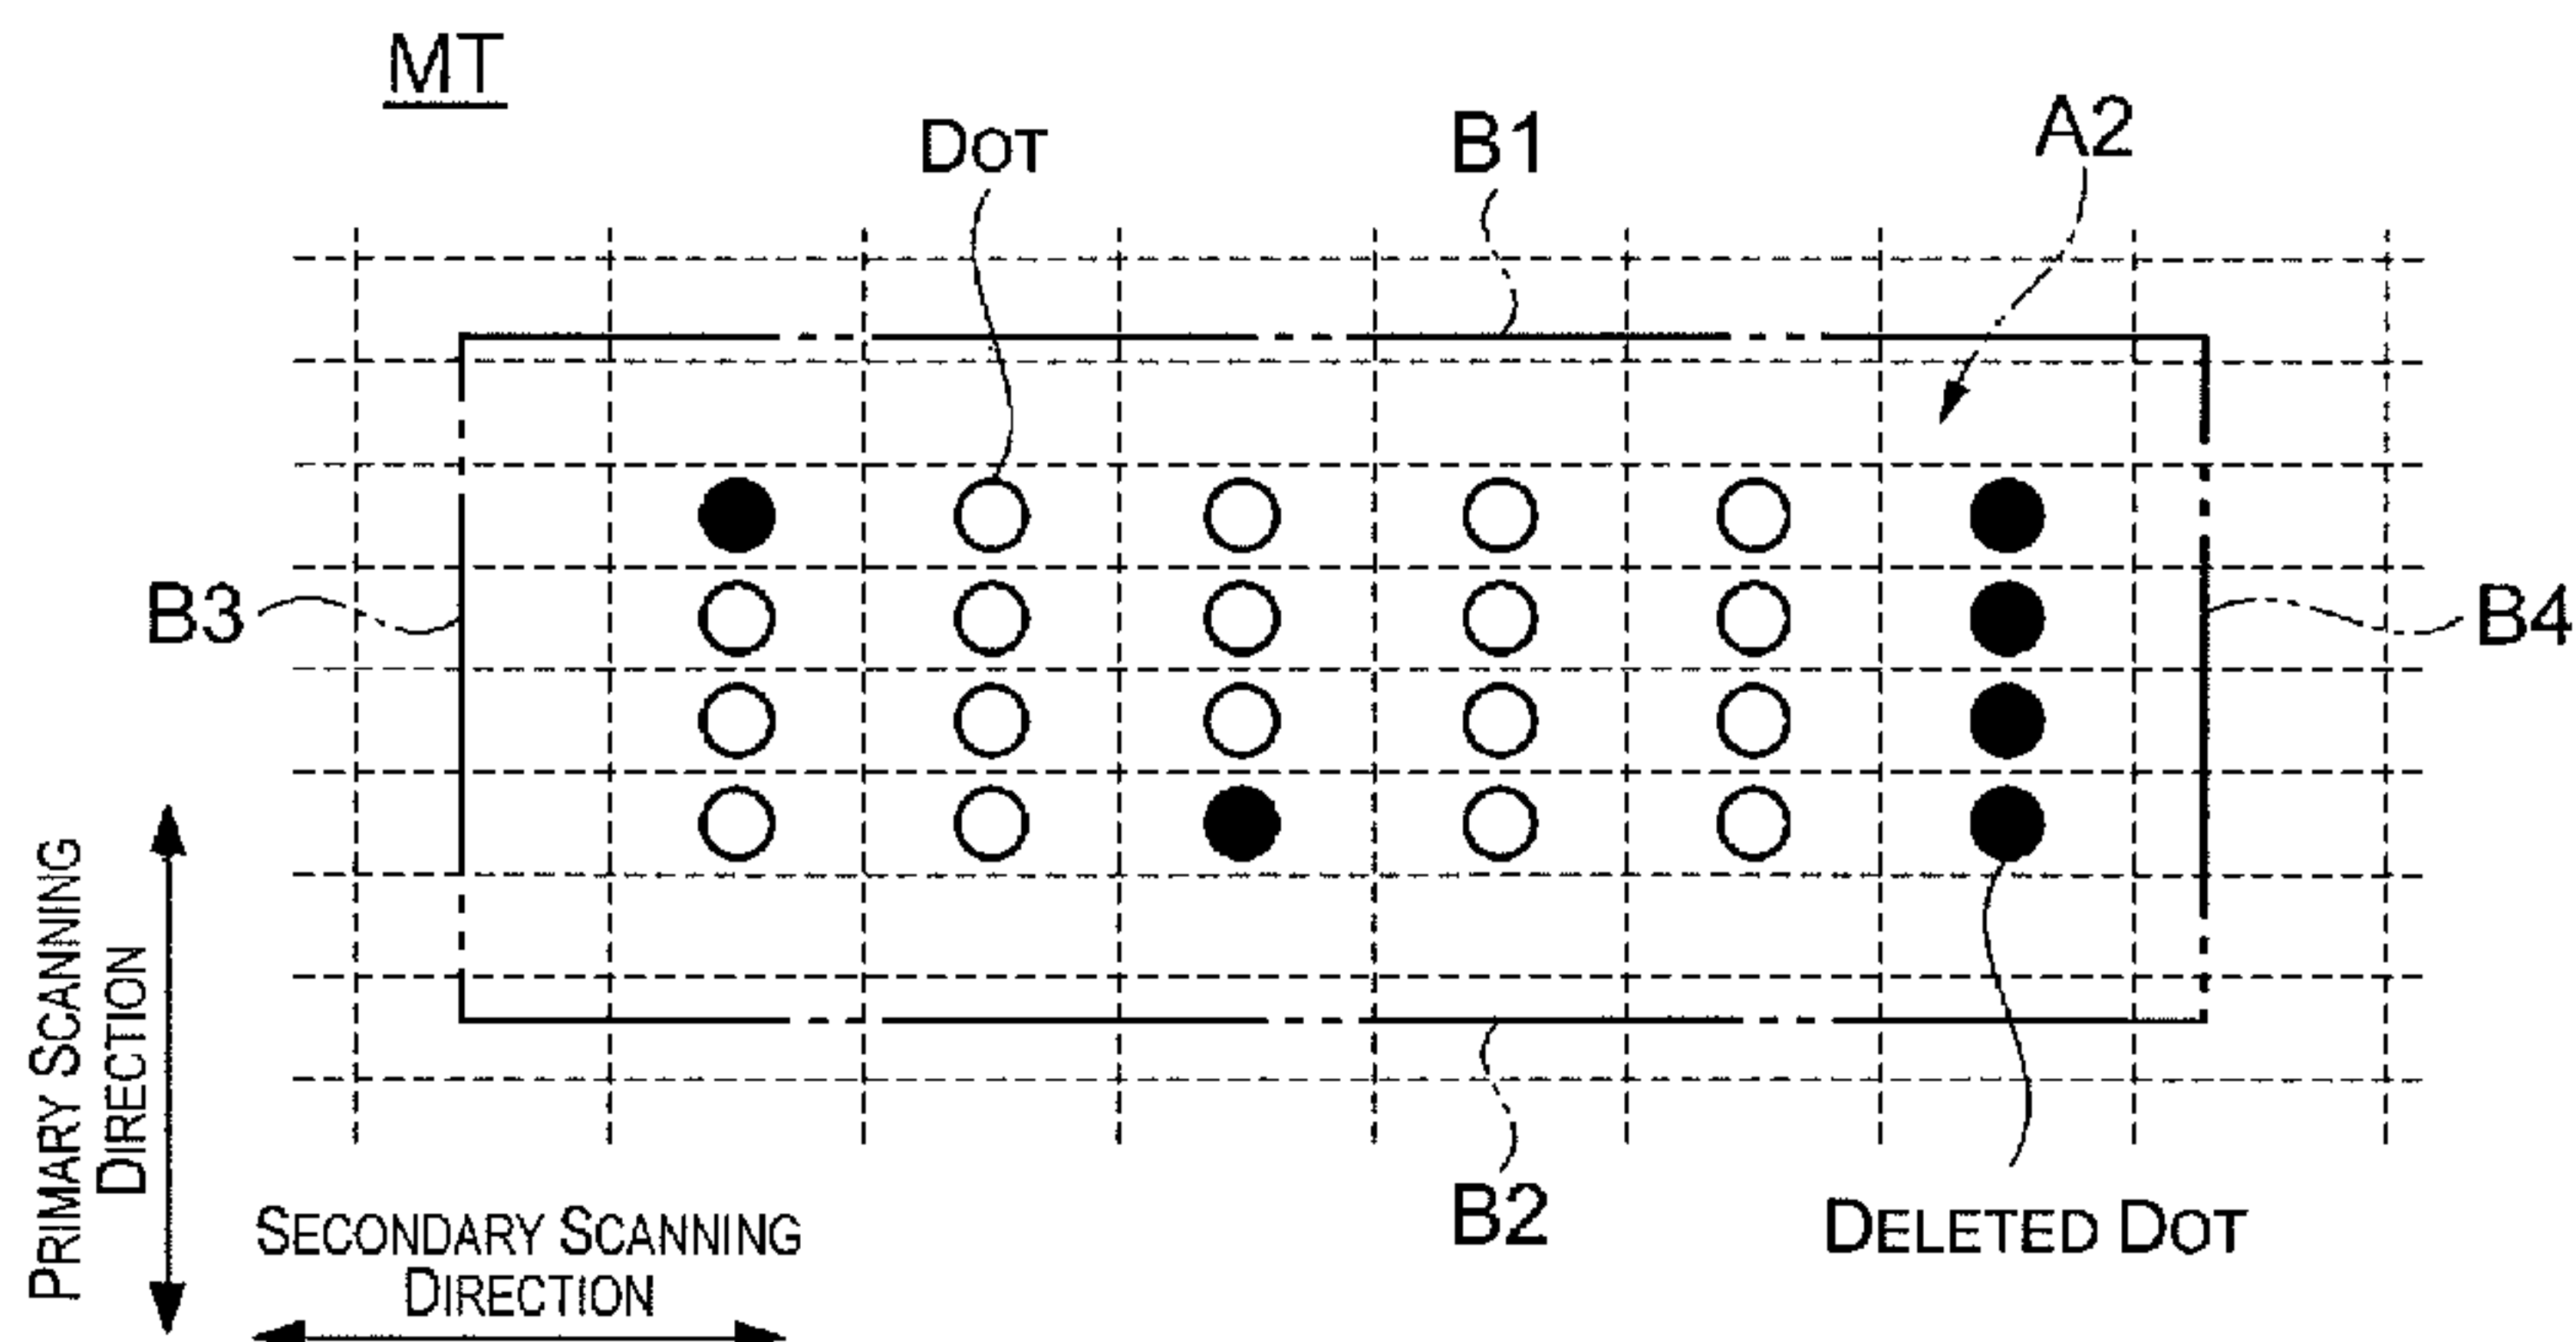 MT
DOT
B1
A2
B3
B4
PRIMARY SCANNING
DIRECTION
SECONDARY SCANNING
DIRECTION
B2
DELETED DOT